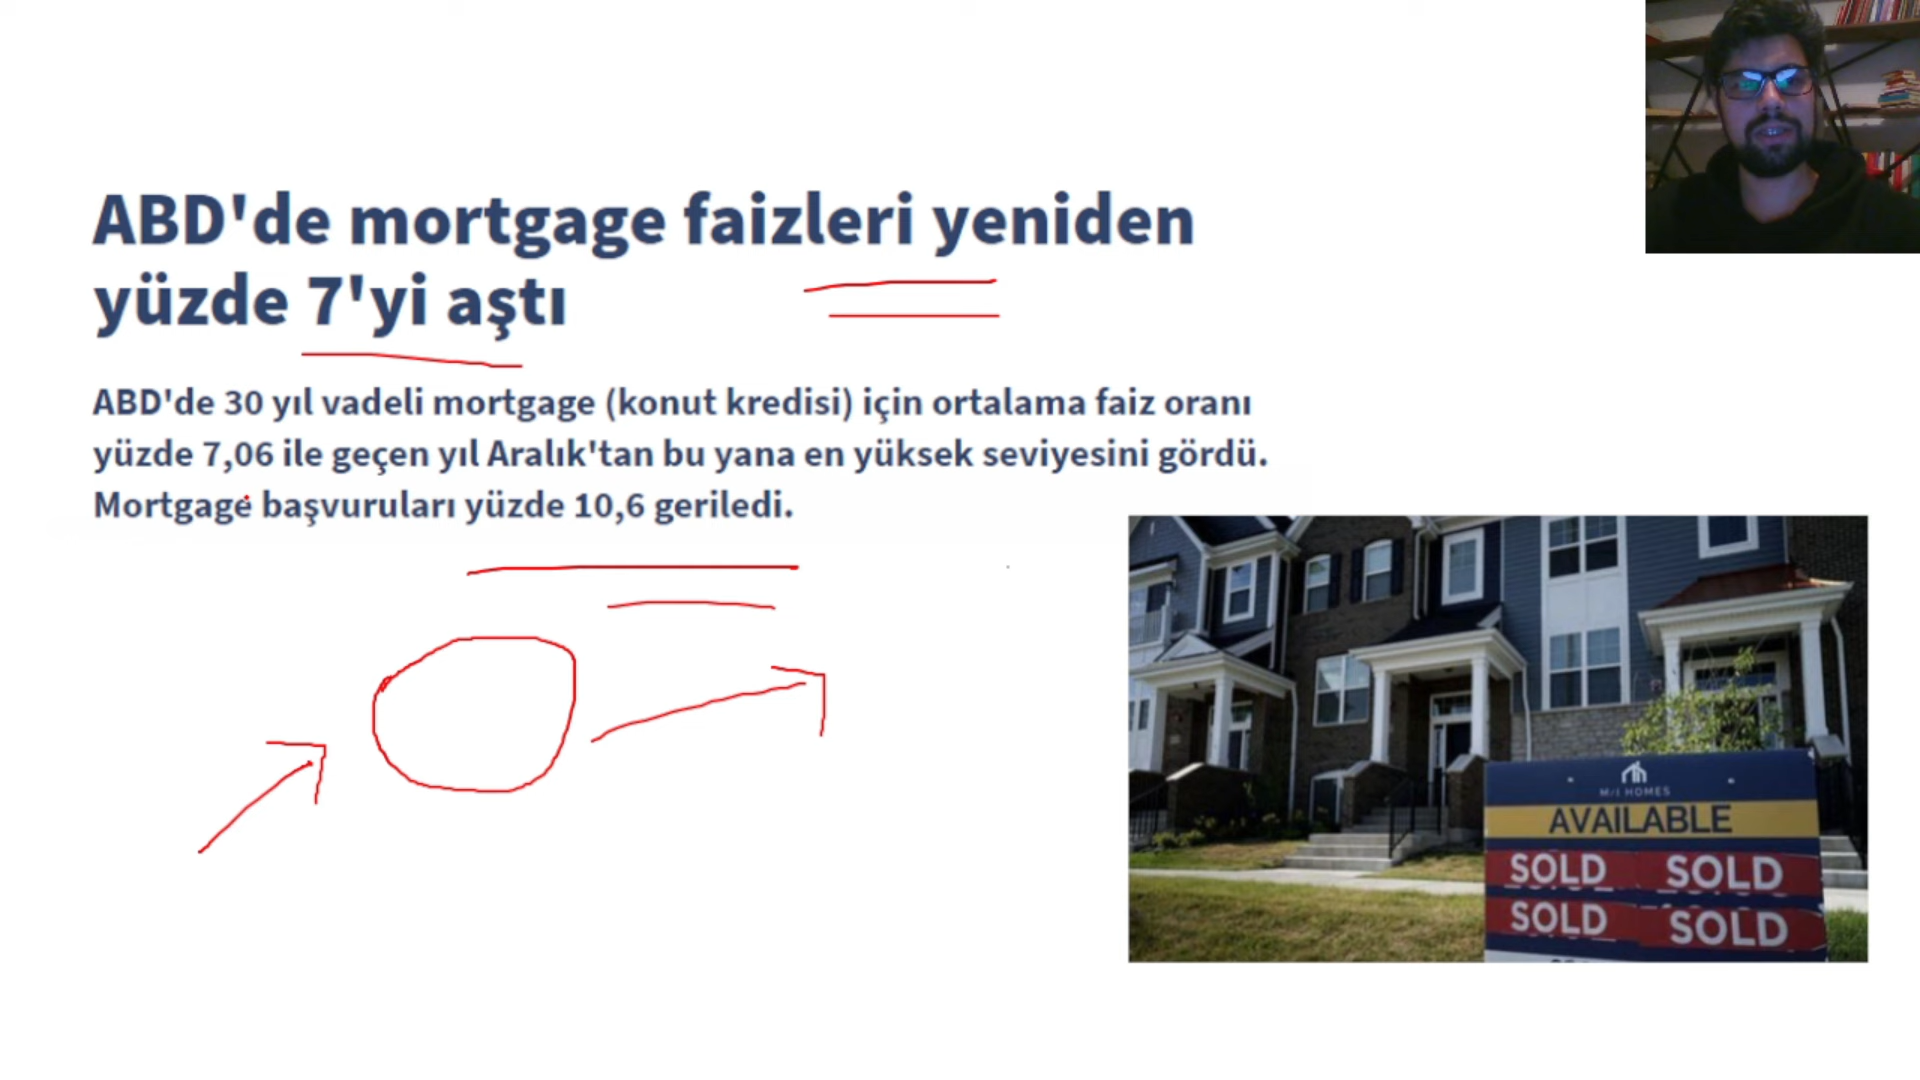 ABD'de mortgage faizleri yeniden
yüzde 7'yi aştı
ABD'de 30 yıl vadeli mortgage (konut kredisi) için ortalama faiz oranı
yüzde 7,06 ile geçen yıl Aralık'tan bu yana en yüksek seviyesini gördü.
Mortgage başvuruları yüzde 10,6 geriledi.
M/I HOMES
AVAILABLE
SOLD SOLD
SOLD SOLD